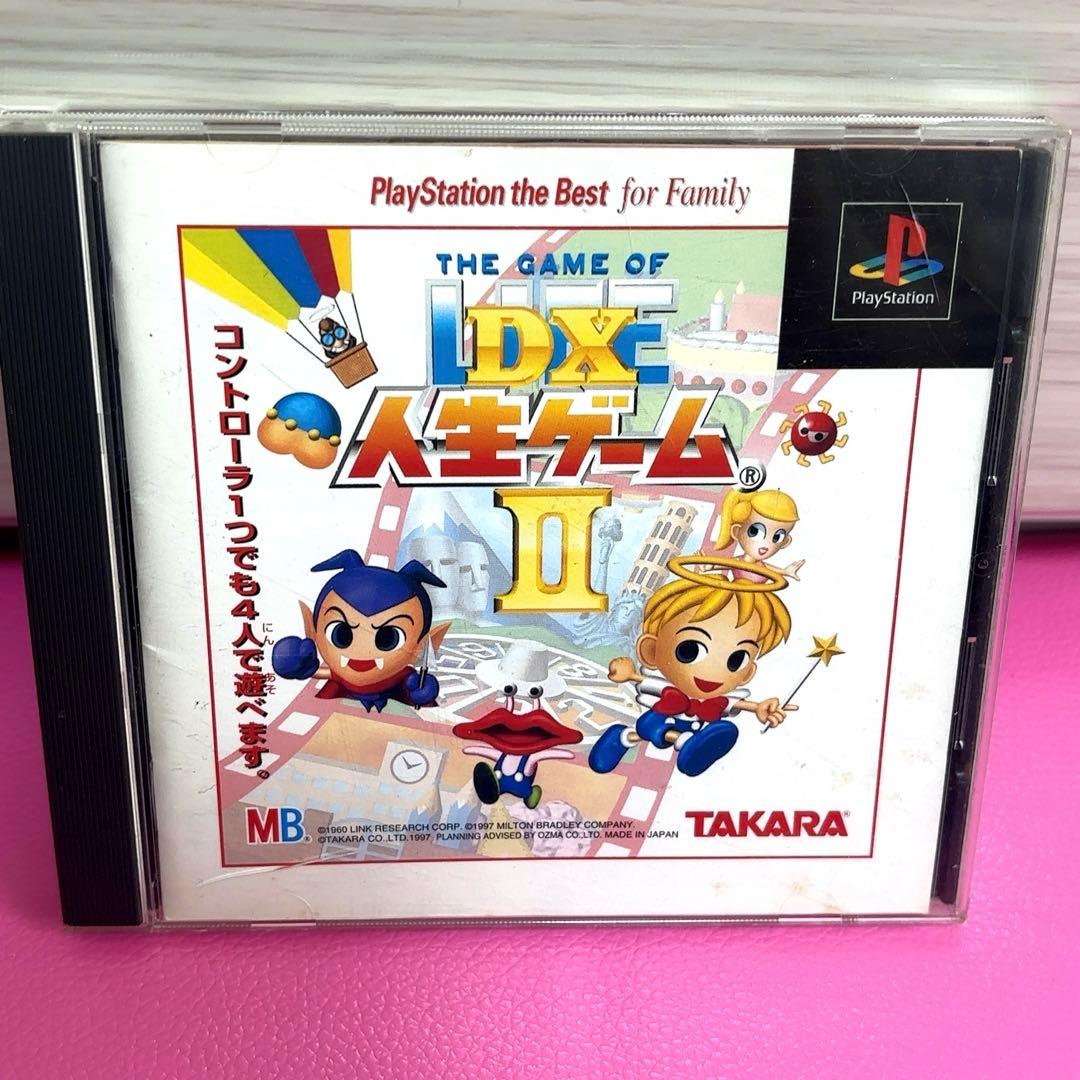 PlayStation the Best for Family
PlayStation
THE GAME OF
LIFE
DX
人生ゲーム®
II
コントローラ1つでも4人で遊べます。
にん
あそ
MB®
©1960 LINK RESEARCH CORP. ©1997 MILTON BRADLEY COMPANY.
©TAKARA CO.,LTD.1997 PLANNING ADVISED BY OZMA CO.,LTD. MADE IN JAPAN
TAKARA®